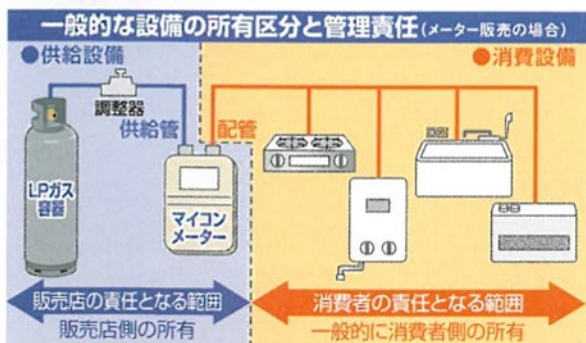 一般的な設備の所有区分と管理責任(メーター販売の場合)
●供給設備
●消費設備
調整器
供給管
配管
LPガス
容器
マイコン
メーター
販売店の責任となる範囲
消費者の責任となる範囲
販売店側の所有
一般的に消費者側の所有